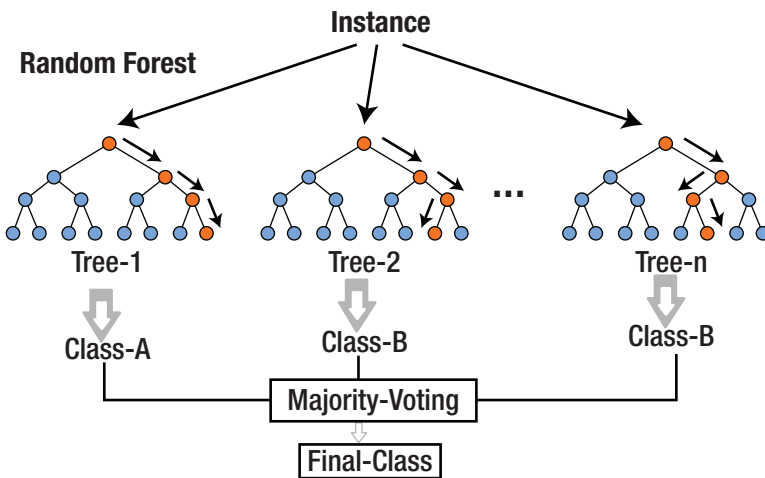 Instance
Random Forest
...
Tree-1
Tree-2
Tree-n
Class-A
Class-B
Class-B
Majority-Voting
Final-Class